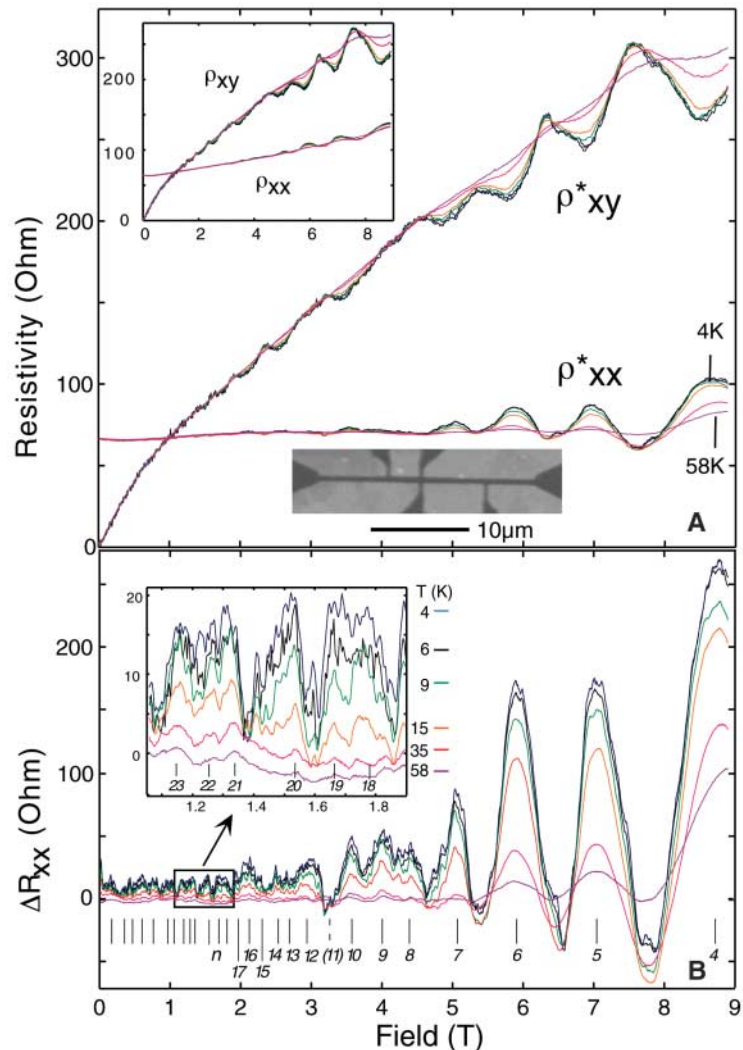 300
200
100
0
Resistivity (Ohm)
200
100
0
0 2 4 6 8
ρxy
ρxx
ρ*xy
ρ*xx
4K
58K
10µm
A
200
100
0
ΔRxx (Ohm)
20
10
0
23 22 21 20 19 18
1.2 1.4 1.6 1.8
T (K)
4
6
9
15
35
58
n 16 14 13 12 (11) 10 9 8 7 6 5 4
17 15
B
0 1 2 3 4 5 6 7 8 9
Field (T)